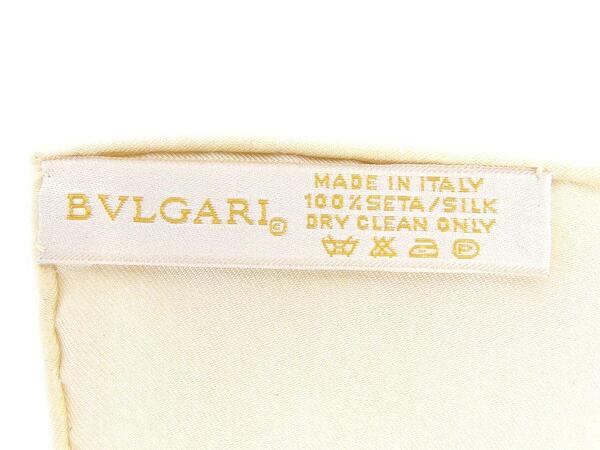 BVLGARI©
MADE IN ITALY
100%SETA/SILK
DRY CLEAN ONLY